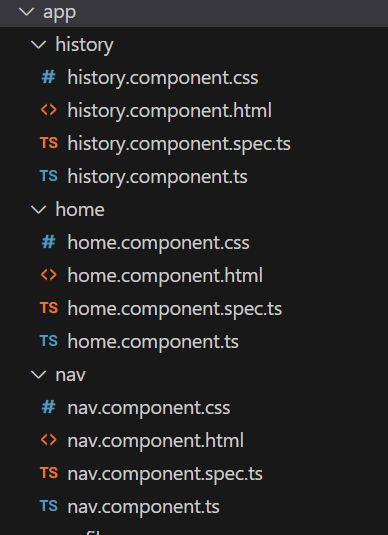 app
history
# history.component.css
<> history.component.html
TS history.component.spec.ts
TS history.component.ts
home
# home.component.css
<> home.component.html
TS home.component.spec.ts
TS home.component.ts
nav
# nav.component.css
<> nav.component.html
TS nav.component.spec.ts
TS nav.component.ts